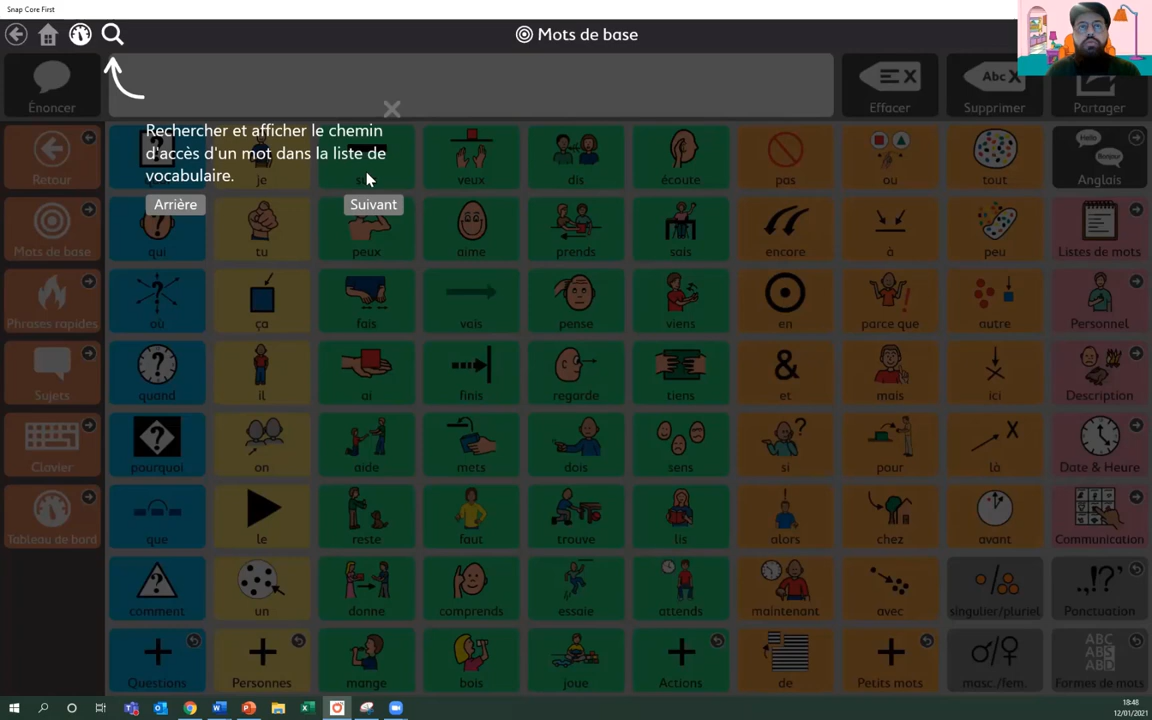 Snap Core First
Mots de base
Énoncer
Effacer
Abc
Supprimer
Partager
Rechercher et afficher le chemin
d'accès d'un mot dans la liste de
vocabulaire.
Arrière
Suivant
Retour
je
veux
dis
écoute
pas
ou
tout
Hello
Bonjour
Anglais
Mots de base
qui
tu
peux
aime
prends
sais
encore
à
peu
Listes de mots
Phrases rapides
où
ça
fais
vais
pense
viens
en
parce que
autre
Personnel
Sujets
quand
il
ai
finis
regarde
tiens
et
mais
ici
Description
Clavier
pourquoi
on
aide
mets
dois
sens
si
pour
là
Date & Heure
Tableau de bord
que
le
reste
faut
trouve
lis
alors
chez
avant
Communication
comment
un
donne
comprends
essaie
attends
maintenant
avec
singulier/pluriel
.,!?
Ponctuation
Questions
Personnes
mange
bois
joue
Actions
de
Petits mots
masc./fem.
ABC
ABS
ABD
Formes de mots
18:48
12/01/2021